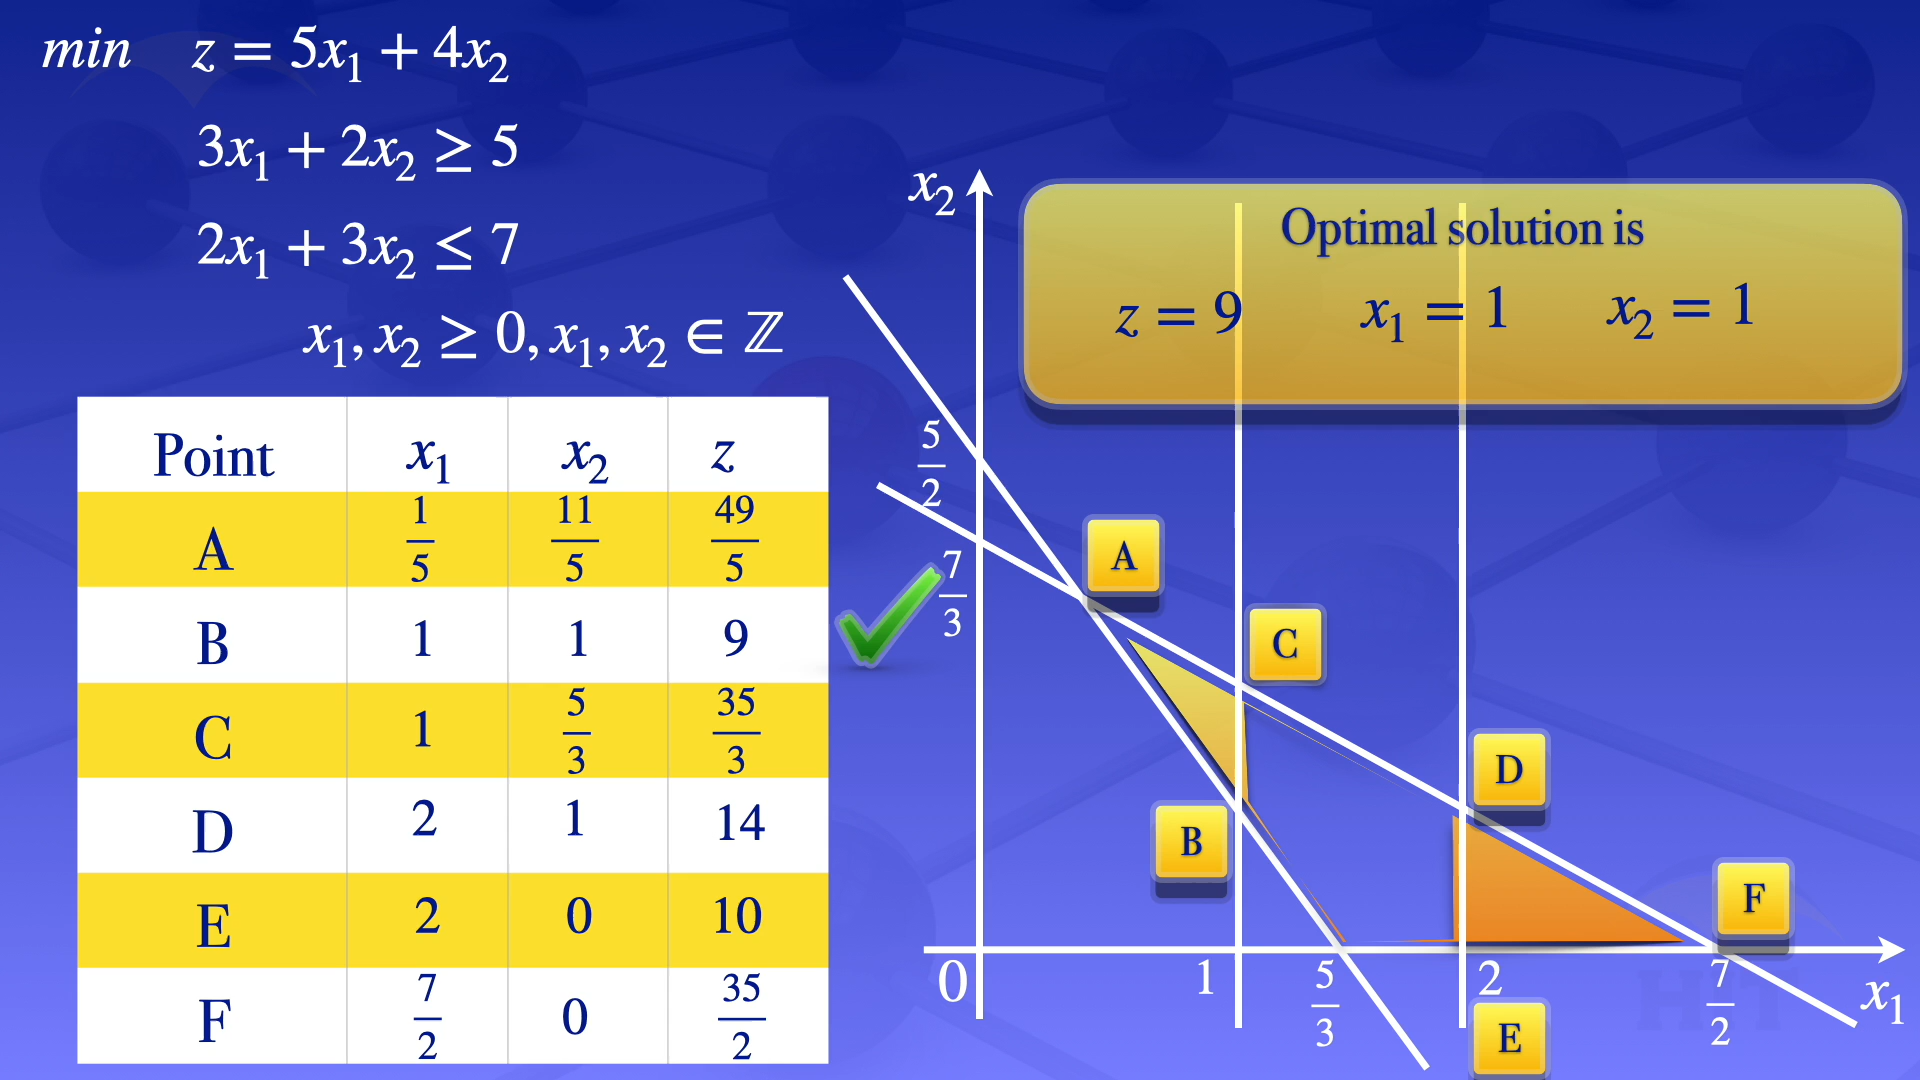 min z = 5x₁ + 4x₂
3x₁ + 2x₂ ≥ 5
2x₁ + 3x₂ ≤ 7
x₁, x₂ ≥ 0, x₁, x₂ ∈ ℤ
Point x₁ x₂ z
A 1/5 11/5 49/5
B 1 1 9
C 1 5/3 35/3
D 2 1 14
E 2 0 10
F 7/2 0 35/2
x₂
Optimal solution is
z = 9 x₁ = 1 x₂ = 1
5/2
7/3
A
C
D
B
F
0 1 5/3 2 7/2 x₁
E